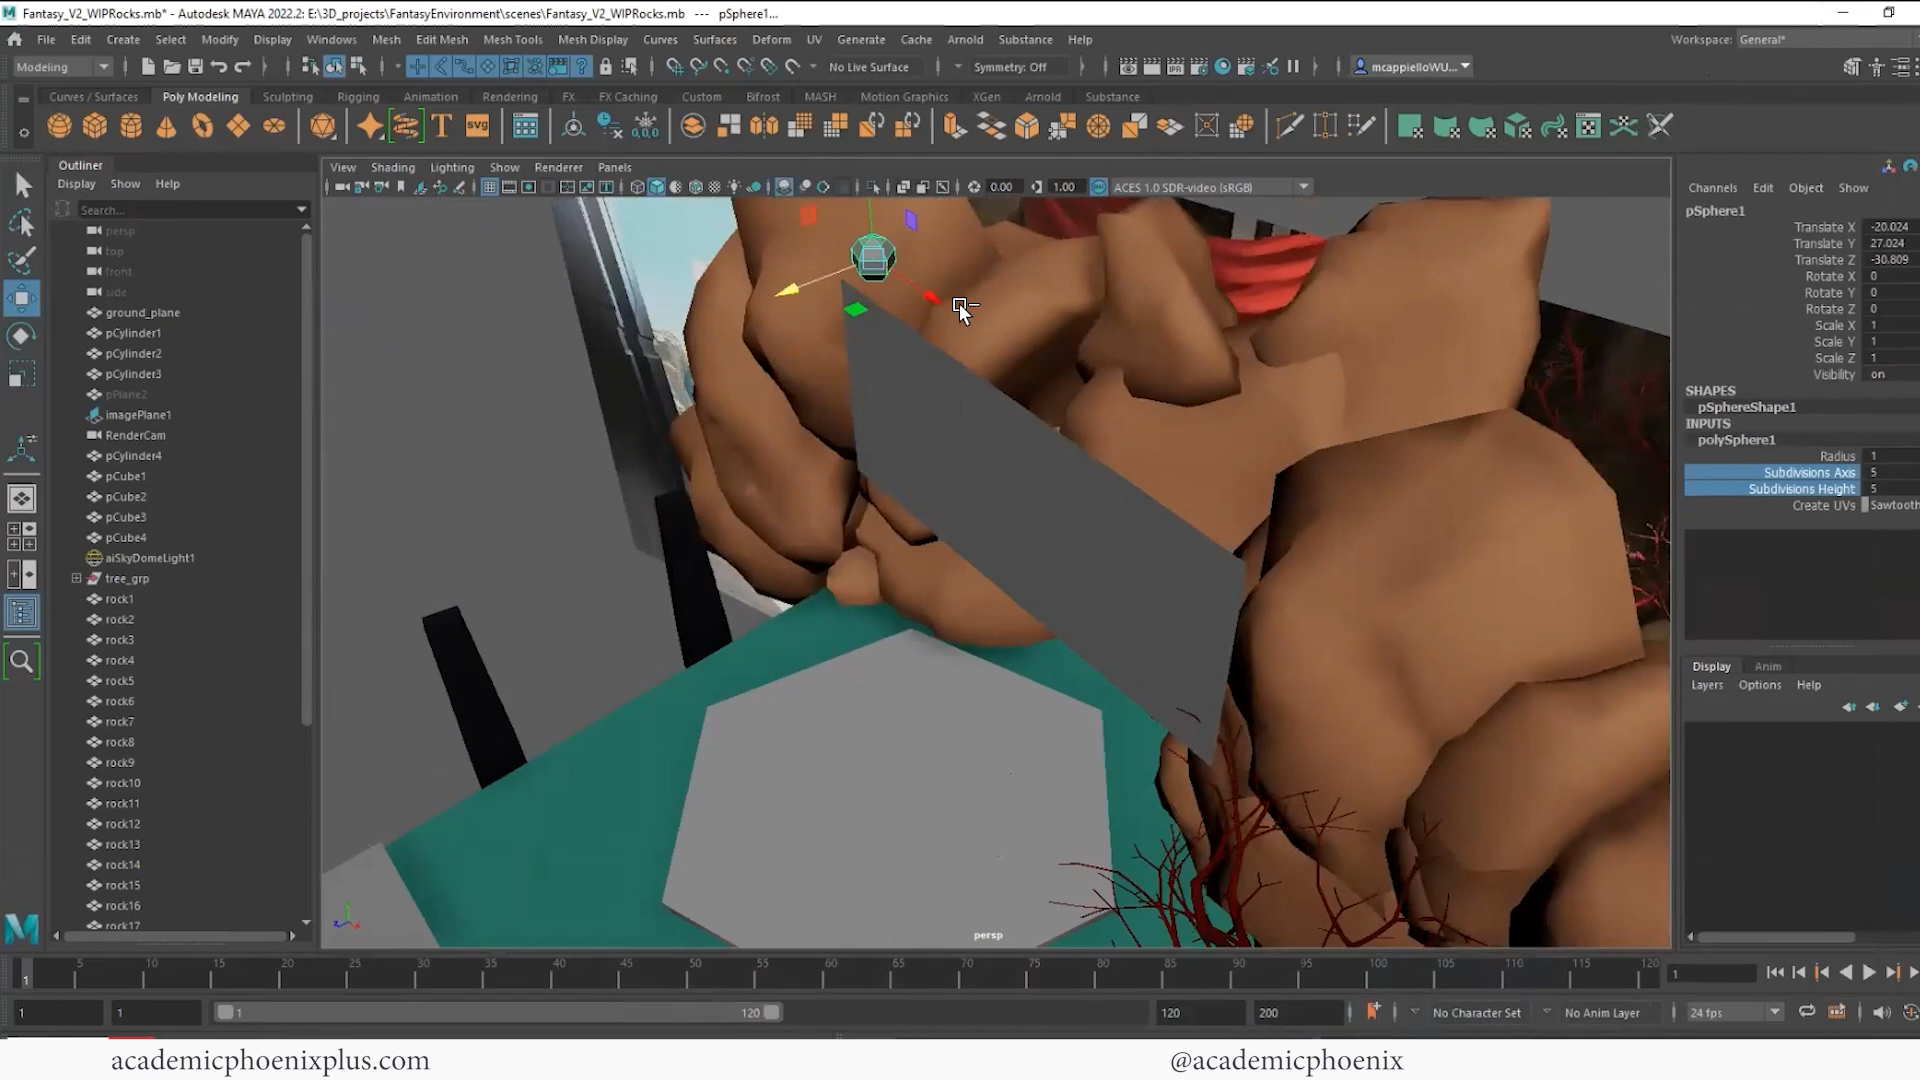 Fantasy_V2_WIPRocks.mb* - Autodesk MAYA 2022.2: E:\3D_projects\FantasyEnvironment\scenes\Fantasy_V2_WIPRocks.mb --- pSphere1...
File Edit Create Select Modify Display Windows Mesh Edit Mesh Mesh Tools Mesh Display Curves Surfaces Deform UV Generate Cache Arnold Substance Help
Workspace: General*
Modeling
No Live Surface
Symmetry: Off
IPR
mcappielloWU...
Curves / Surfaces Poly Modeling Sculpting Rigging Animation Rendering FX FX Caching Custom Bifrost MASH Motion Graphics XGen Arnold Substance
T
SVG
0,0,0
Outliner
Display Show Help
Search...
persp
top
front
side
ground_plane
pCylinder1
pCylinder2
pCylinder3
pPlane2
imagePlane1
RenderCam
pCylinder4
pCube1
pCube2
pCube3
pCube4
aiSkyDomeLight1
tree_grp
rock1
rock2
rock3
rock4
rock5
rock6
rock7
rock8
rock9
rock10
rock11
rock12
rock13
rock14
rock15
rock16
rock17
View Shading Lighting Show Renderer Panels
0.00
1.00
ACES 1.0 SDR-video (sRGB)
persp
Channels Edit Object Show
pSphere1
Translate X -20.024
Translate Y 27.024
Translate Z -30.809
Rotate X 0
Rotate Y 0
Rotate Z 0
Scale X 1
Scale Y 1
Scale Z 1
Visibility on
SHAPES
pSphereShape1
INPUTS
polySphere1
Radius 1
Subdivisions Axis 5
Subdivisions Height 5
Create UVs Sawtooth
Display Anim
Layers Options Help
1 5 10 15 20 25 30 35 40 45 50 55 60 65 70 75 80 85 90 95 100 105 110 115 120
1
1 1 1 120 120 200
No Character Set
No Anim Layer
24 fps
academicphoenixplus.com
@academicphoenix